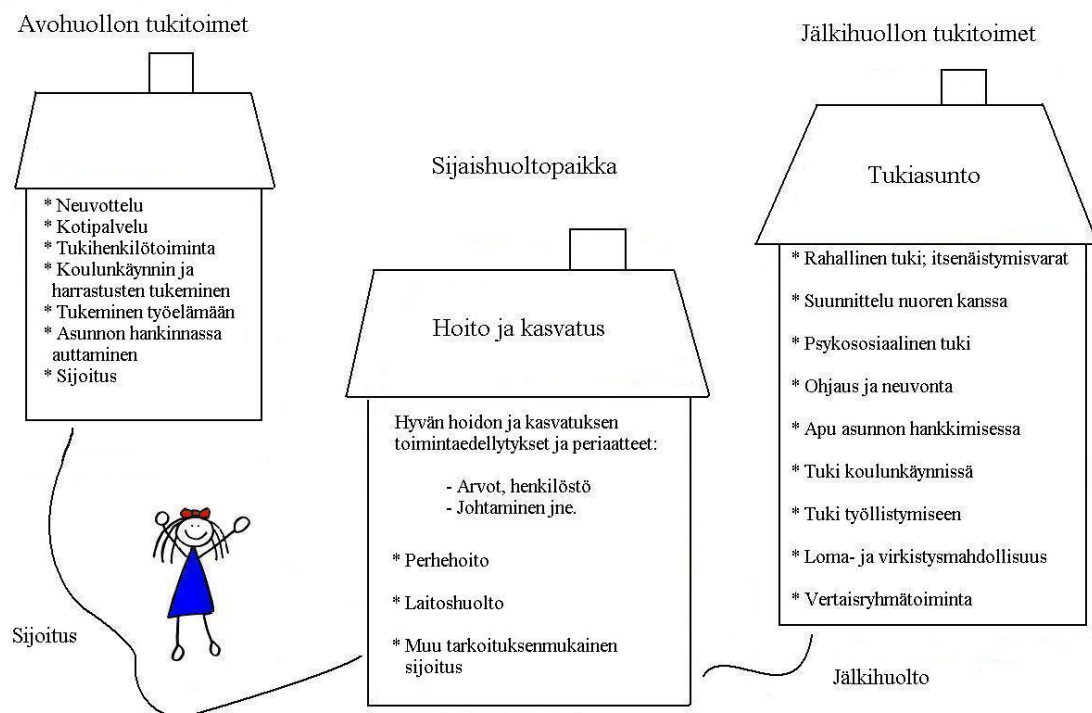 Avohuollon tukitoimet
* Neuvottelu
* Kotipalvelu
* Tukihenkilötoiminta
* Koulunkäynnin ja
harrastusten tukeminen
* Tukeminen työelämään
* Asunnon hankinnassa
auttaminen
* Sijoitus
Sijoitus
Sijaishuoltopaikka
Hoito ja kasvatus
Hyvän hoidon ja kasvatuksen
toimintaedellytykset ja periaatteet:
- Arvot, henkilöstö
- Johtaminen jne.
* Perhehoito
* Laitoshuolto
* Muu tarkoituksenmukainen
sijoitus
Jälkihuollon tukitoimet
Tukiasunto
* Rahallinen tuki; itsenäistymisvarat
* Suunnittelu nuoren kanssa
* Psykososiaalinen tuki
* Ohjaus ja neuvonta
* Apu asunnon hankkimisessa
* Tuki koulunkäynnissä
* Tuki työllistymiseen
* Loma- ja virkistysmahdollisuus
* Vertaisryhmätoiminta
Jälkihuolto